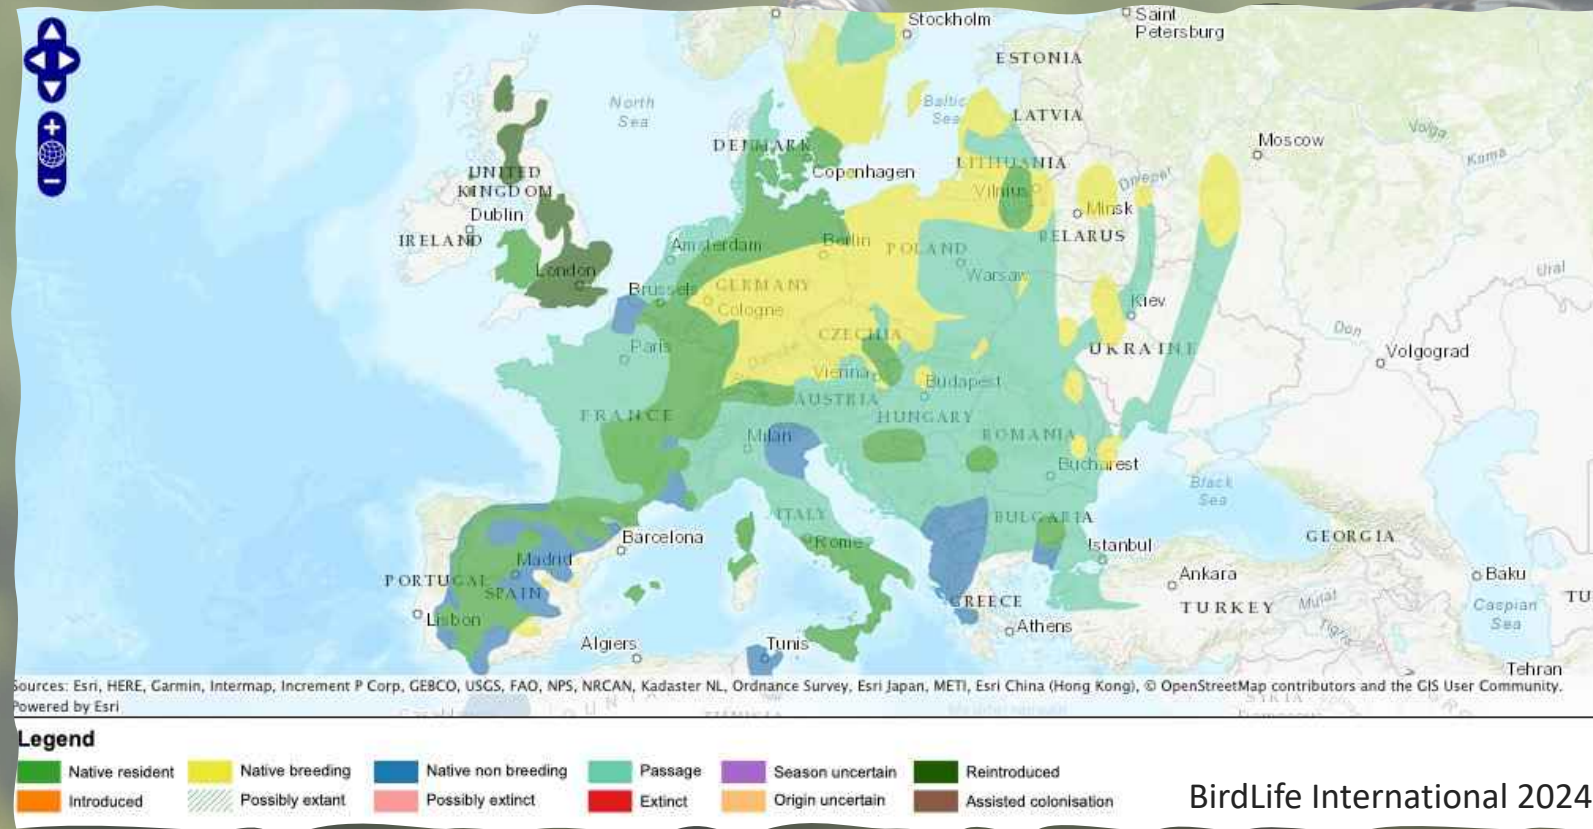 Stockholm
Saint
Petersburg
ESTONIA
North
Sea
Baltic
Sea
LATVIA
Moscow
Volga
Kama
DENMARK
Copenhagen
LITHUANIA
UNITED
KINGDOM
Vilnius
Dnieper
Dublin
Minsk
IRELAND
Amsterdam
Berlin
POLAND
BELARUS
London
Warsaw
Ural
Brussels
GERMANY
Cologne
Kiev
Don
Paris
CZECHIA
UKRAINE
Volgograd
Danube
Vienna
Budapest
AUSTRIA
FRANCE
HUNGARY
Milan
ROMANIA
Bucharest
Black
Sea
ITALY
BULGARIA
Barcelona
Rome
Istanbul
GEORGIA
Madrid
PORTUGAL
SPAIN
Ankara
Baku
GREECE
TURKEY
Murat
Caspian
Sea
TU
Lisbon
Athens
Tigris
Algiers
Tunis
Tehran
Sources: Esri, HERE, Garmin, Intermap, Increment P Corp, GEBCO, USGS, FAO, NPS, NRCAN, Kadaster NL, Ordnance Survey, Esri Japan, METI, Esri China (Hong Kong), © OpenStreetMap contributors and the GIS User Community.
Powered by Esri
Legend
Native resident Native breeding Native non breeding Passage Season uncertain Reintroduced
Introduced Possibly extant Possibly extinct Extinct Origin uncertain Assisted colonisation
BirdLife International 2024